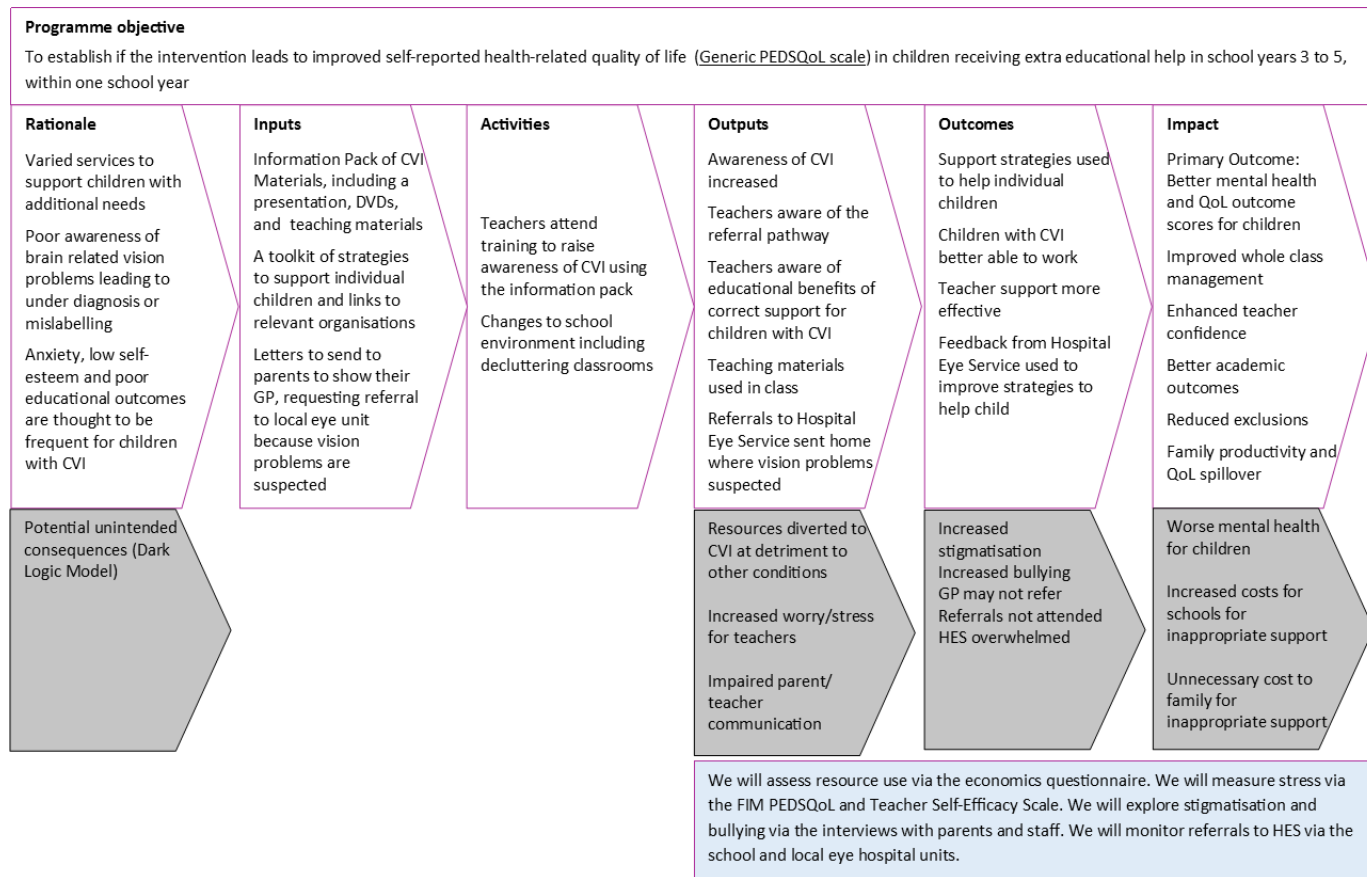 Programme objective
To establish if the intervention leads to improved self-reported health-related quality of life (Generic PEDSQoL scale) in children receiving extra educational help in school years 3 to 5,
within one school year
Rationale
Varied services to
support children with
additional needs
Poor awareness of
brain related vision
problems leading to
under diagnosis or
mislabelling
Anxiety, low self-
esteem and poor
educational outcomes
are thought to be
frequent for children
with CVI
Inputs
Information Pack of CVI
Materials, including a
presentation, DVDs,
and teaching materials
A toolkit of strategies
to support individual
children and links to
relevant organisations
Letters to send to
parents to show their
GP, requesting referral
to local eye unit
because vision
problems are
suspected
Activities
Teachers attend
training to raise
awareness of CVI using
the information pack
Changes to school
environment including
decluttering classrooms
Outputs
Awareness of CVI
increased
Teachers aware of the
referral pathway
Teachers aware of
educational benefits of
correct support for
children with CVI
Teaching materials
used in class
Referrals to Hospital
Eye Service sent home
where vision problems
suspected
Outcomes
Support strategies used
to help individual
children
Children with CVI
better able to work
Teacher support more
effective
Feedback from Hospital
Eye Service used to
improve strategies to
help child
Impact
Primary Outcome:
Better mental health
and QoL outcome
scores for children
Improved whole class
management
Enhanced teacher
confidence
Better academic
outcomes
Reduced exclusions
Family productivity and
QoL spillover
Potential unintended
consequences (Dark
Logic Model)
Resources diverted to
CVI at detriment to
other conditions
Increased worry/stress
for teachers
Impaired parent/
teacher
communication
Increased
stigmatisation
Increased bullying
GP may not refer
Referrals not attended
HES overwhelmed
Worse mental health
for children
Increased costs for
schools for
inappropriate support
Unnecessary cost to
family for
inappropriate support
We will assess resource use via the economics questionnaire. We will measure stress via
the FIM PEDSQoL and Teacher Self-Efficacy Scale. We will explore stigmatisation and
bullying via the interviews with parents and staff. We will monitor referrals to HES via the
school and local eye hospital units.